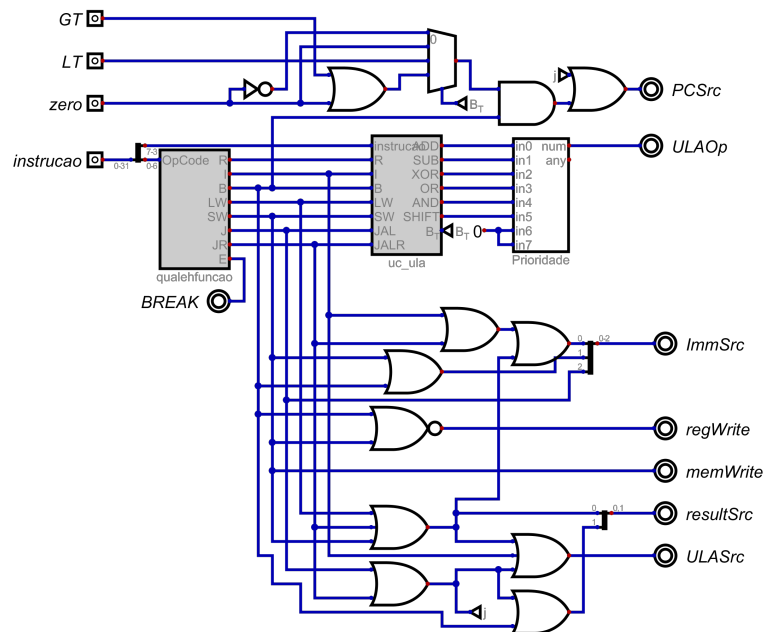 GT
0
LT
j
zero
B_T
PCSrc
instrucao
7-3
0-31
0-6
OpCode
R
I
B
LW
SW
J
JR
E
qualehfuncao
instrucao
ADD
R
SUB
I
XOR
B
OR
LW
AND
SW
SHIFT
JAL
B_T
JALR
uc_ula
B_T
0
in0
num
in1
any
in2
in3
in4
in5
in6
in7
Prioridade
ULAOp
BREAK
0
0-2
1
2
ImmSrc
regWrite
memWrite
0
0,1
1
resultSrc
ULASrc
j